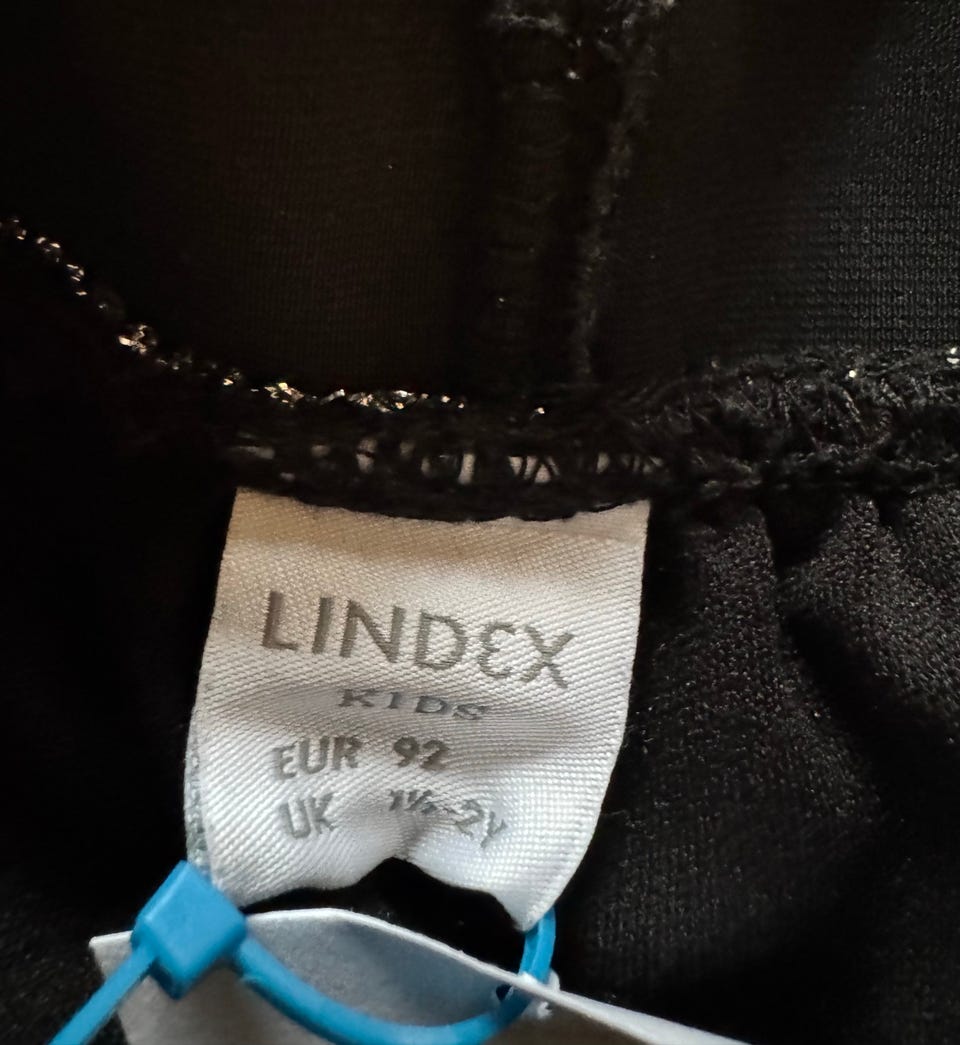 LINDEX
KIDS
EUR 92
UK 1½-2Y